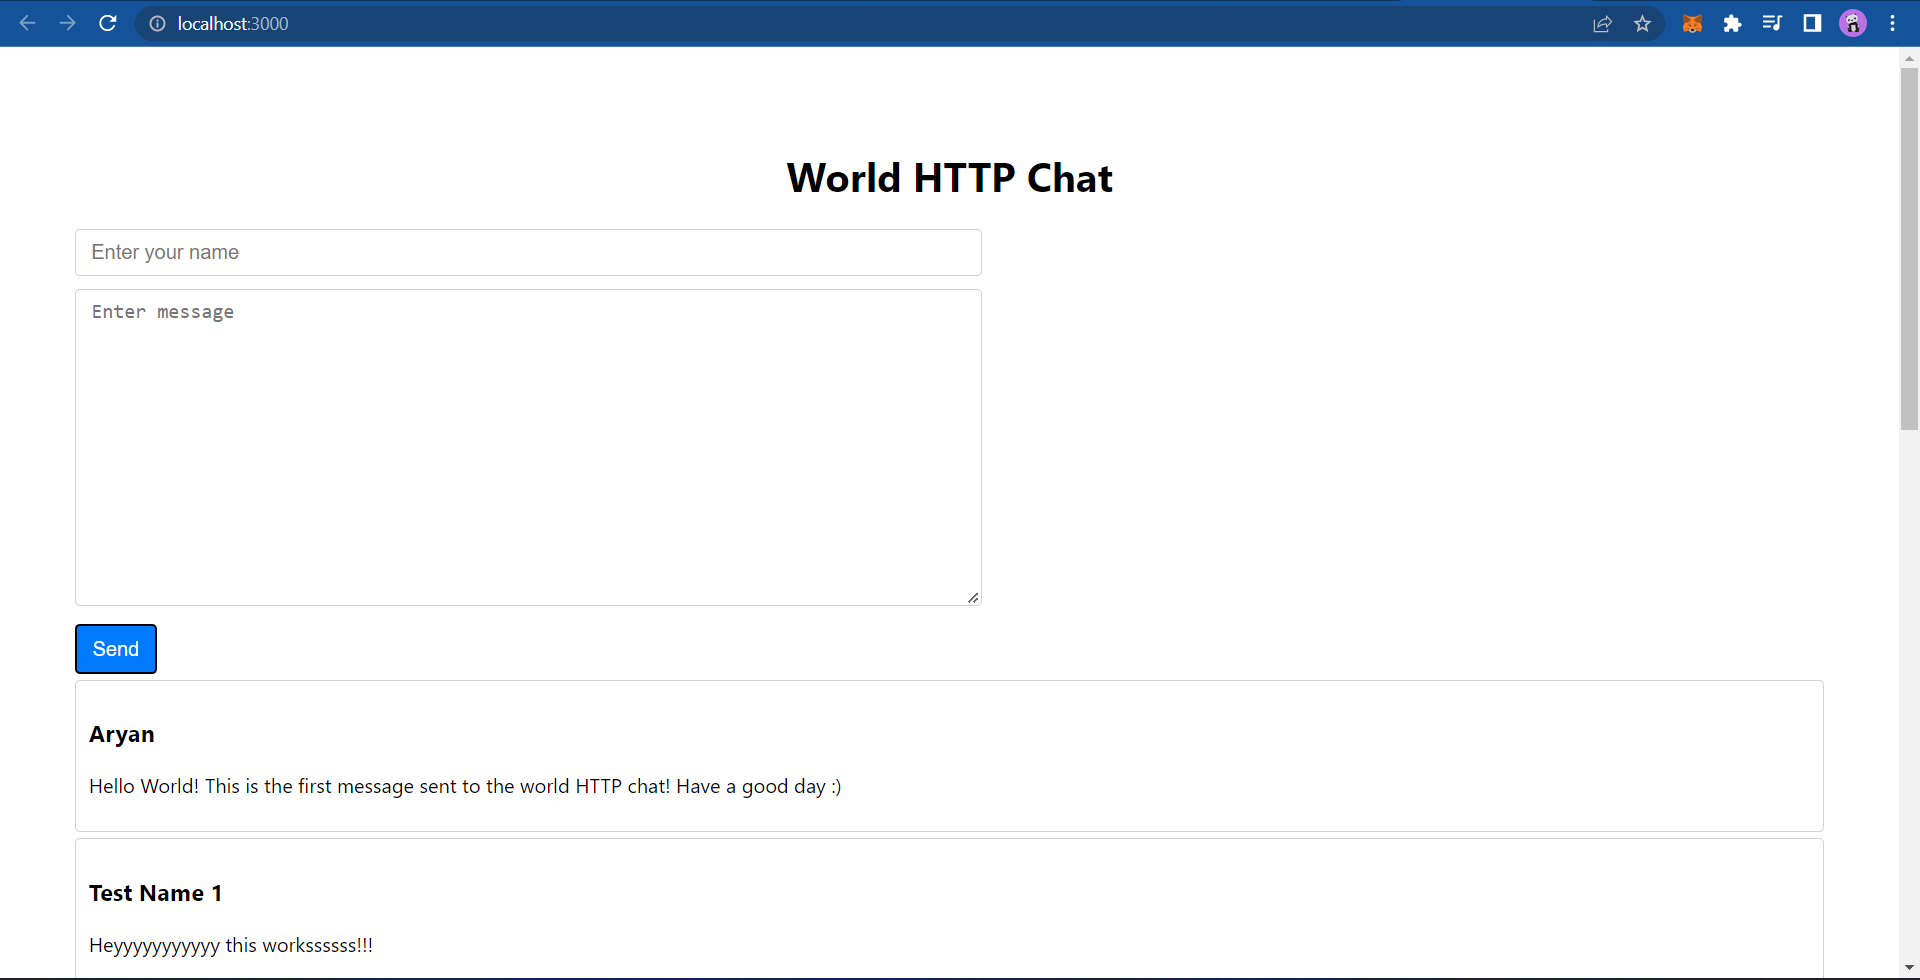 localhost:3000
World HTTP Chat
Enter your name
Enter message
Send
Aryan
Hello World! This is the first message sent to the world HTTP chat! Have a good day :)
Test Name 1
Heyyyyyyyyyyy this workssssss!!!